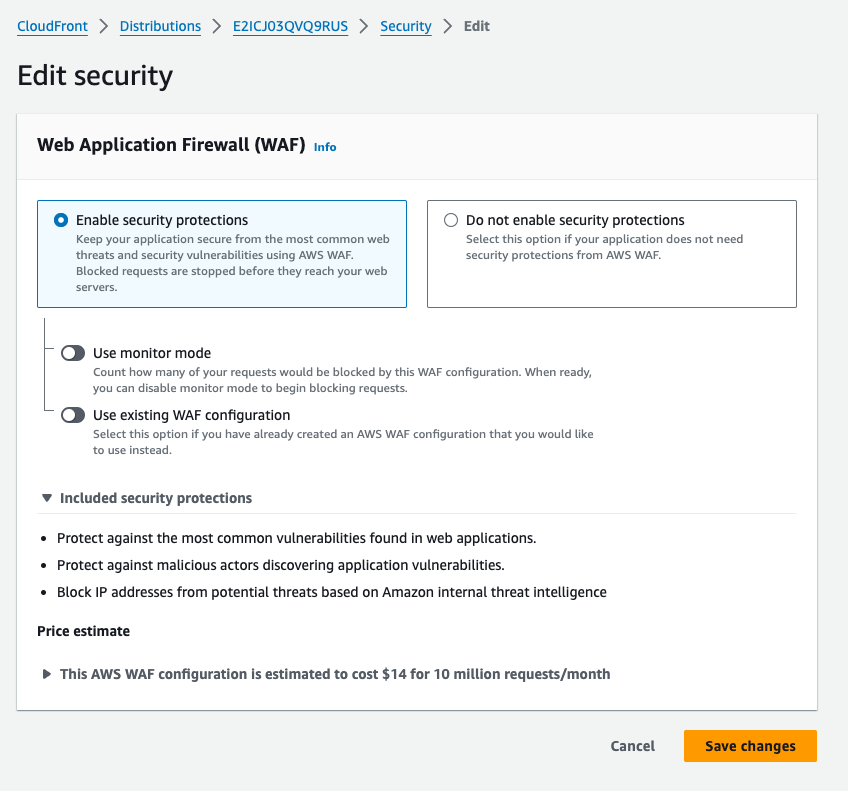 CloudFront > Distributions > E2ICJ03QVQ9RUS > Security > Edit
Edit security
Web Application Firewall (WAF) Info
Enable security protections
Keep your application secure from the most common web
threats and security vulnerabilities using AWS WAF.
Blocked requests are stopped before they reach your web
servers.
Do not enable security protections
Select this option if your application does not need
security protections from AWS WAF.
Use monitor mode
Count how many of your requests would be blocked by this WAF configuration. When ready,
you can disable monitor mode to begin blocking requests.
Use existing WAF configuration
Select this option if you have already created an AWS WAF configuration that you would like
to use instead.
Included security protections
• Protect against the most common vulnerabilities found in web applications.
• Protect against malicious actors discovering application vulnerabilities.
• Block IP addresses from potential threats based on Amazon internal threat intelligence
Price estimate
This AWS WAF configuration is estimated to cost $14 for 10 million requests/month
Cancel Save changes